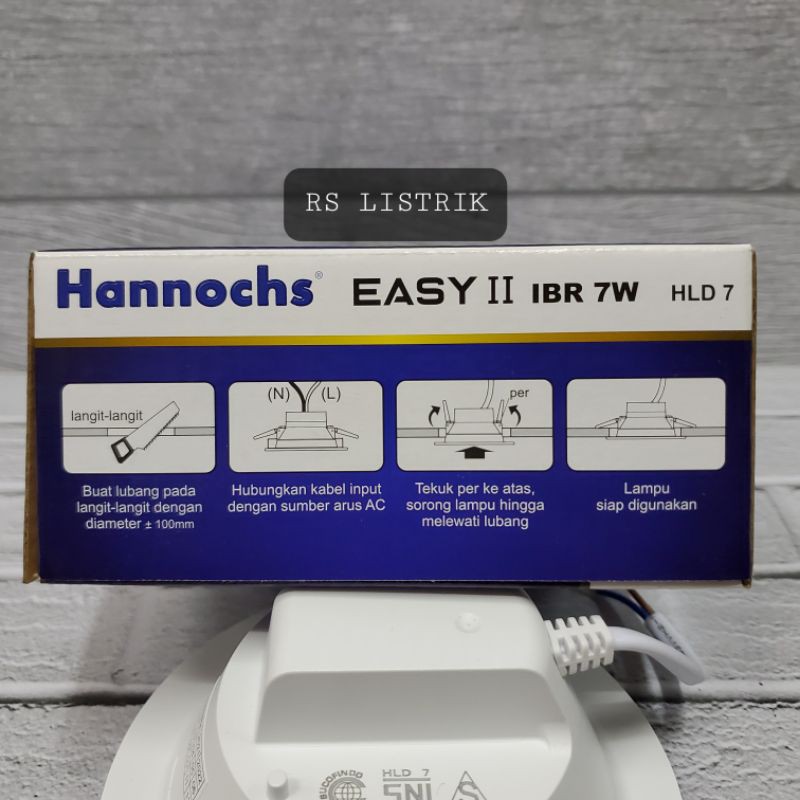 RS LISTRIK
Hannochs® EASY II IBR 7W HLD 7
langit-langit
(N) (L)
per
Buat lubang pada
langit-langit dengan
diameter ± 100mm
Hubungkan kabel input
dengan sumber arus AC
Tekuk per ke atas,
sorong lampu hingga
melewati lubang
Lampu
siap digunakan
SUCOFINDO
HLD 7
SNI
S